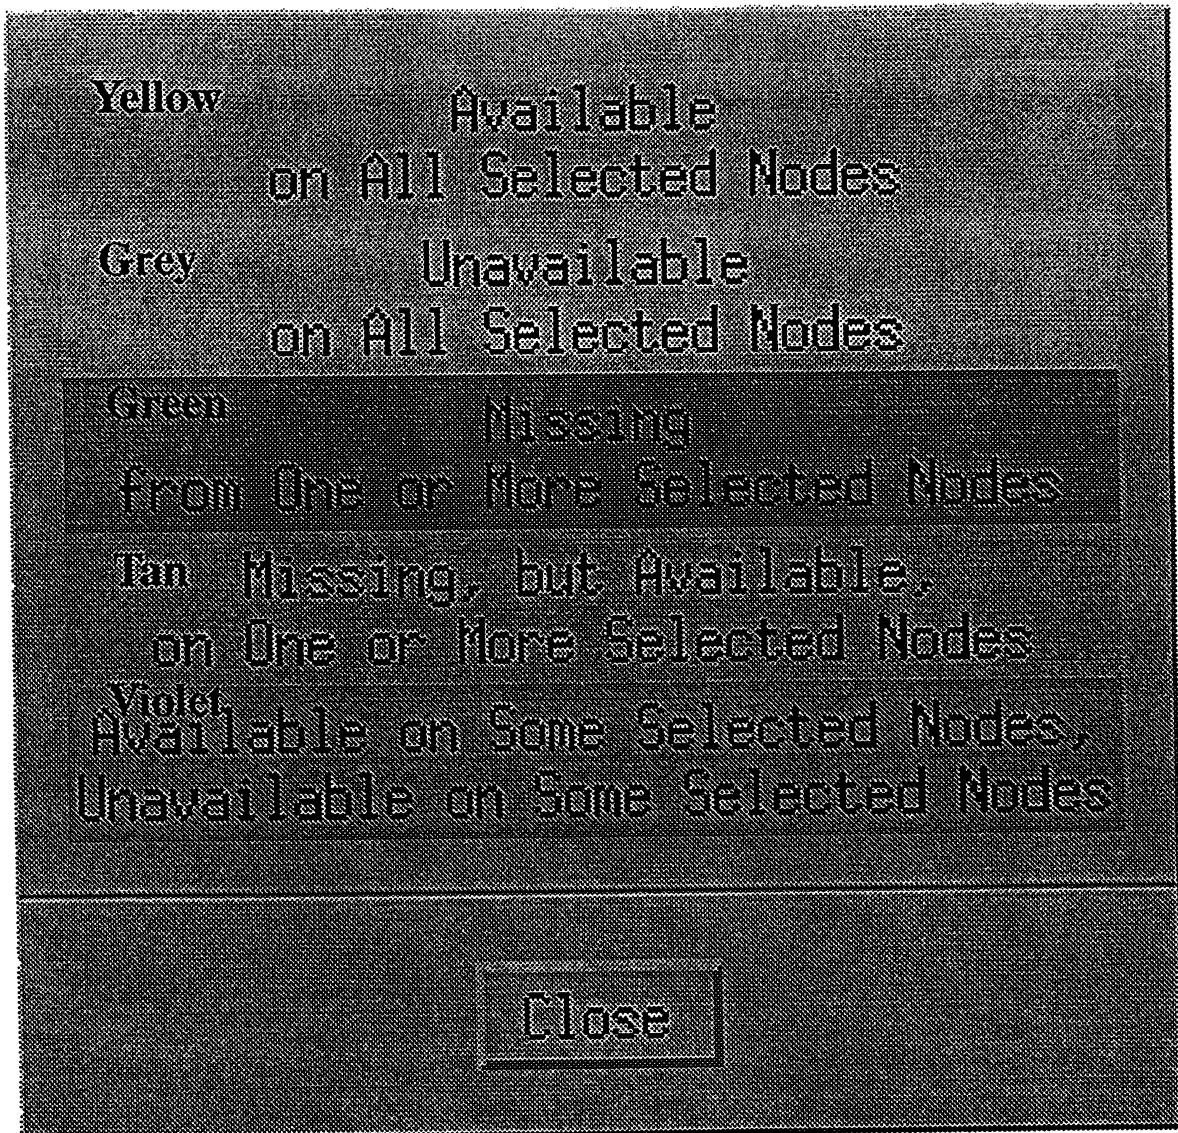 Yellow Available
on All Selected Nodes
Grey Unavailable
on All Selected Nodes
Green Missing
from One or More Selected Nodes
Tan Missing, but Available,
on One or More Selected Nodes
Violet
Available on Some Selected Nodes,
Unavailable on Some Selected Nodes
Close